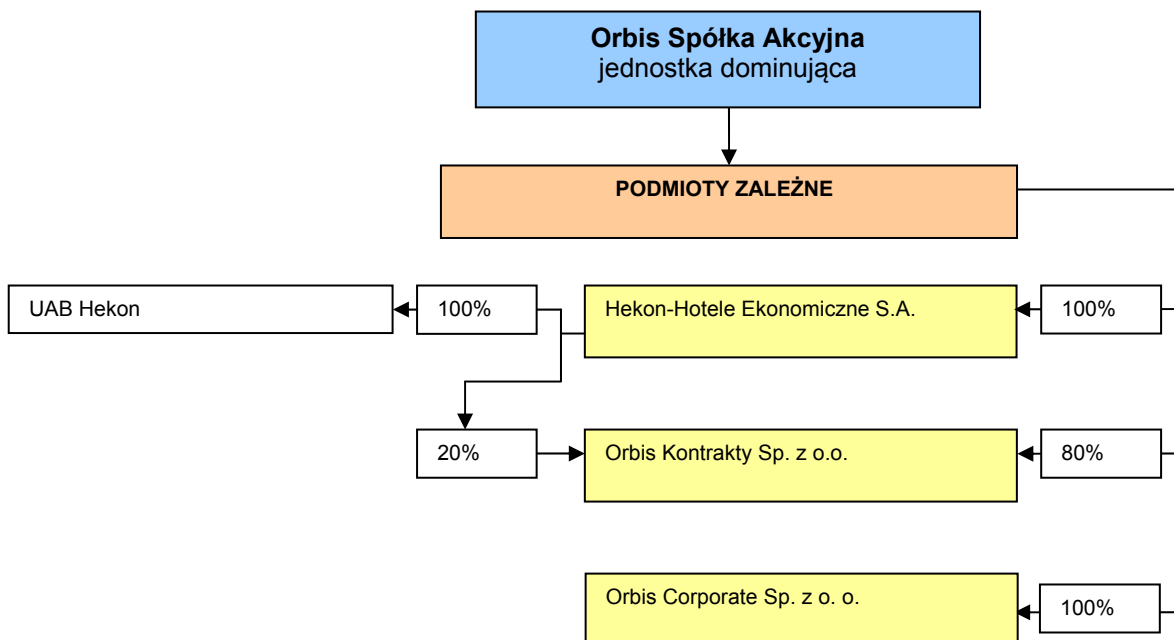 Orbis Spółka Akcyjna
jednostka dominująca
PODMIOTY ZALEŻNE
UAB Hekon
100%
Hekon-Hotele Ekonomiczne S.A.
100%
20%
Orbis Kontrakty Sp. z o.o.
80%
Orbis Corporate Sp. z o. o.
100%